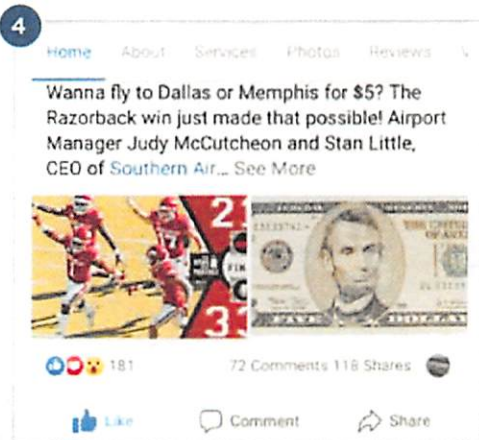 4
Home About Services Photos Reviews
Wanna fly to Dallas or Memphis for $5? The
Razorback win just made that possible! Airport
Manager Judy McCutcheon and Stan Little,
CEO of Southern Air... See More
FIVE DOLLAR
181 72 Comments 118 Shares
Like Comment Share